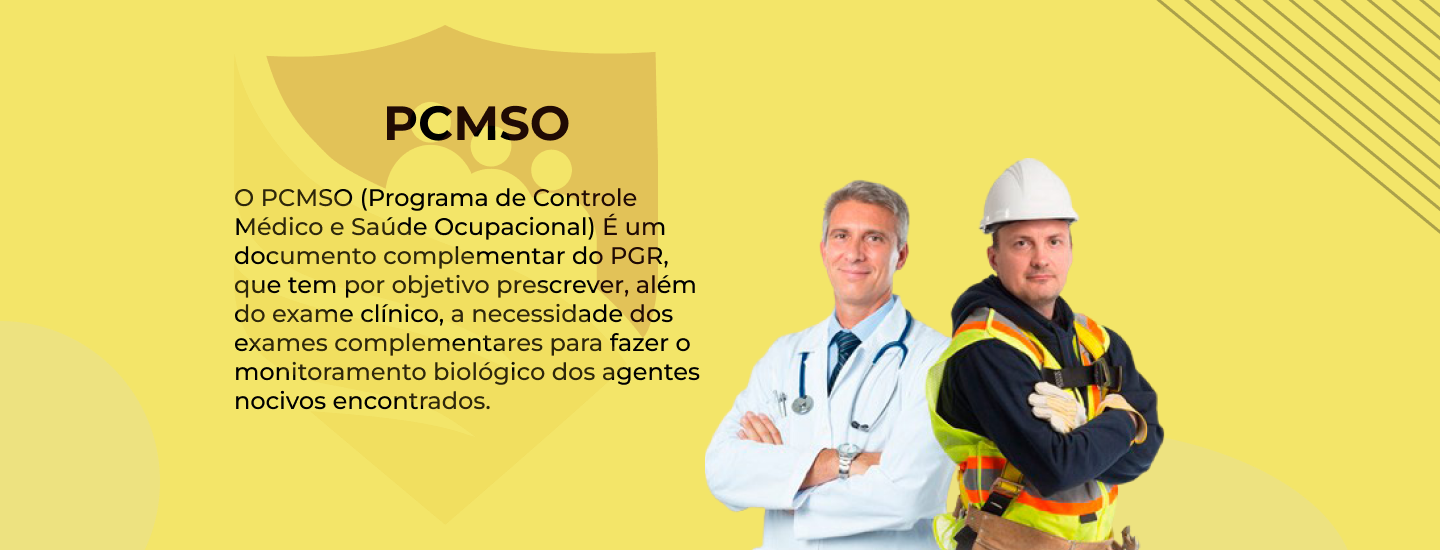 PCMSO
O PCMSO (Programa de Controle
Médico e Saúde Ocupacional) É um
documento complementar do PGR,
que tem por objetivo prescrever, além
do exame clínico, a necessidade dos
exames complementares para fazer o
monitoramento biológico dos agentes
nocivos encontrados.